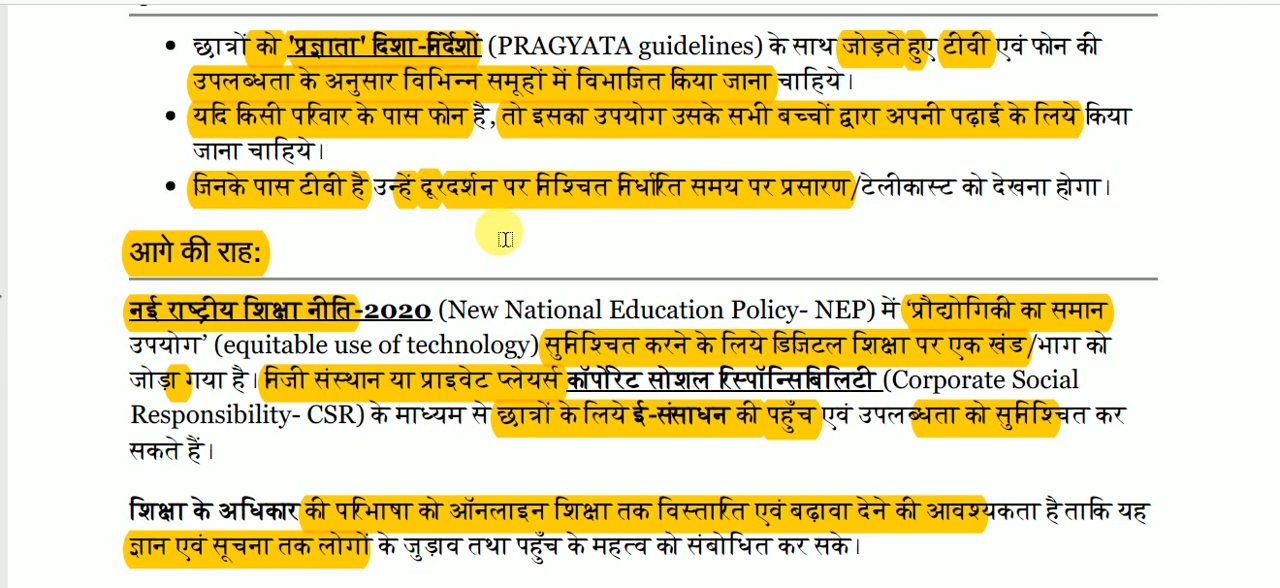 छात्रों को 'प्रज्ञाता' दिशा-निर्देशों (PRAGYATA guidelines) के साथ जोड़ते हुए टीवी एवं फोन की
उपलब्धता के अनुसार विभिन्न समूहों में विभाजित किया जाना चाहिये।
यदि किसी परिवार के पास फोन है, तो इसका उपयोग उसके सभी बच्चों द्वारा अपनी पढ़ाई के लिये किया
जाना चाहिये।
जिनके पास टीवी है उन्हें दूरदर्शन पर निश्चित निर्धारित समय पर प्रसारण/टेलीकास्ट को देखना होगा।
आगे की राह:
नई राष्ट्रीय शिक्षा नीति-2020 (New National Education Policy- NEP) में 'प्रौद्योगिकी का समान
उपयोग' (equitable use of technology) सुनिश्चित करने के लिये डिजिटल शिक्षा पर एक खंड/भाग को
जोड़ा गया है। निजी संस्थान या प्राइवेट प्लेयर्स कॉर्पोरेट सोशल रिस्पॉन्सिबिलिटी (Corporate Social
Responsibility- CSR) के माध्यम से छात्रों के लिये ई-संसाधन की पहुँच एवं उपलब्धता को सुनिश्चित कर
सकते हैं।
शिक्षा के अधिकार की परिभाषा को ऑनलाइन शिक्षा तक विस्तारित एवं बढ़ावा देने की आवश्यकता है ताकि यह
ज्ञान एवं सूचना तक लोगों के जुड़ाव तथा पहुँच के महत्व को संबोधित कर सके।